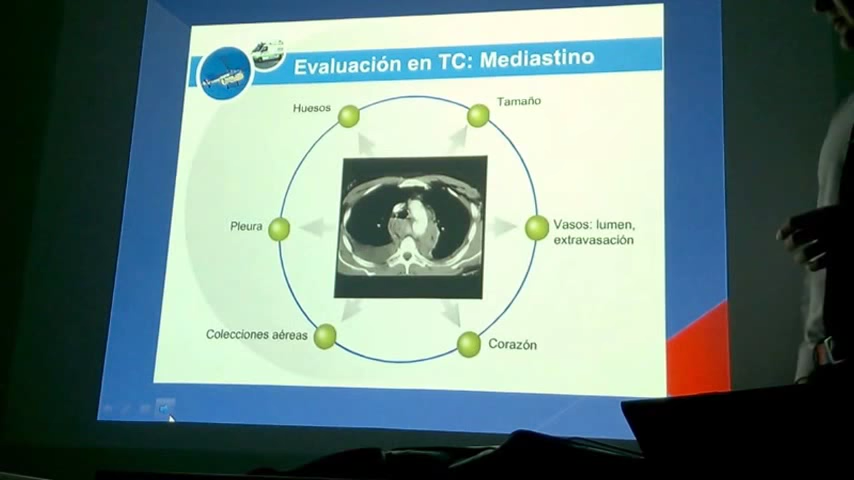 Evaluación en TC: Mediastino
Huesos
Tamaño
Pleura
Vasos: lumen,
extravasación
Colecciones aéreas
Corazón